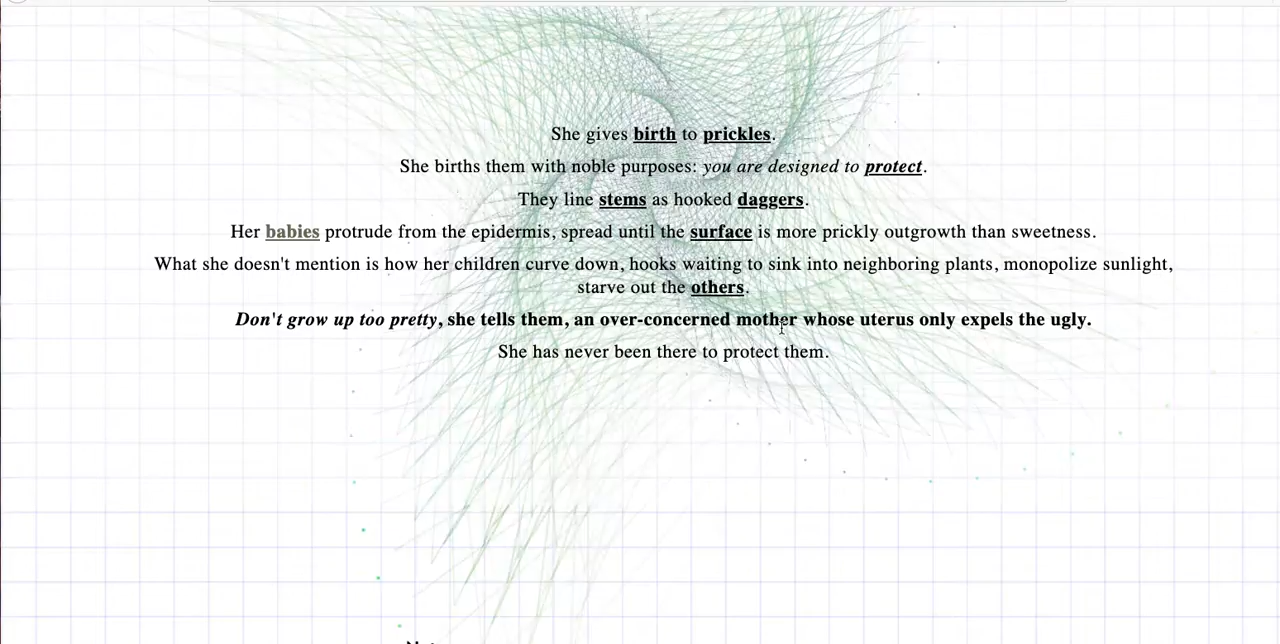 She gives birth to prickles.
She births them with noble purposes: you are designed to protect.
They line stems as hooked daggers.
Her babies protrude from the epidermis, spread until the surface is more prickly outgrowth than sweetness.
What she doesn't mention is how her children curve down, hooks waiting to sink into neighboring plants, monopolize sunlight,
starve out the others.
Don't grow up too pretty, she tells them, an over-concerned mother whose uterus only expels the ugly.
She has never been there to protect them.